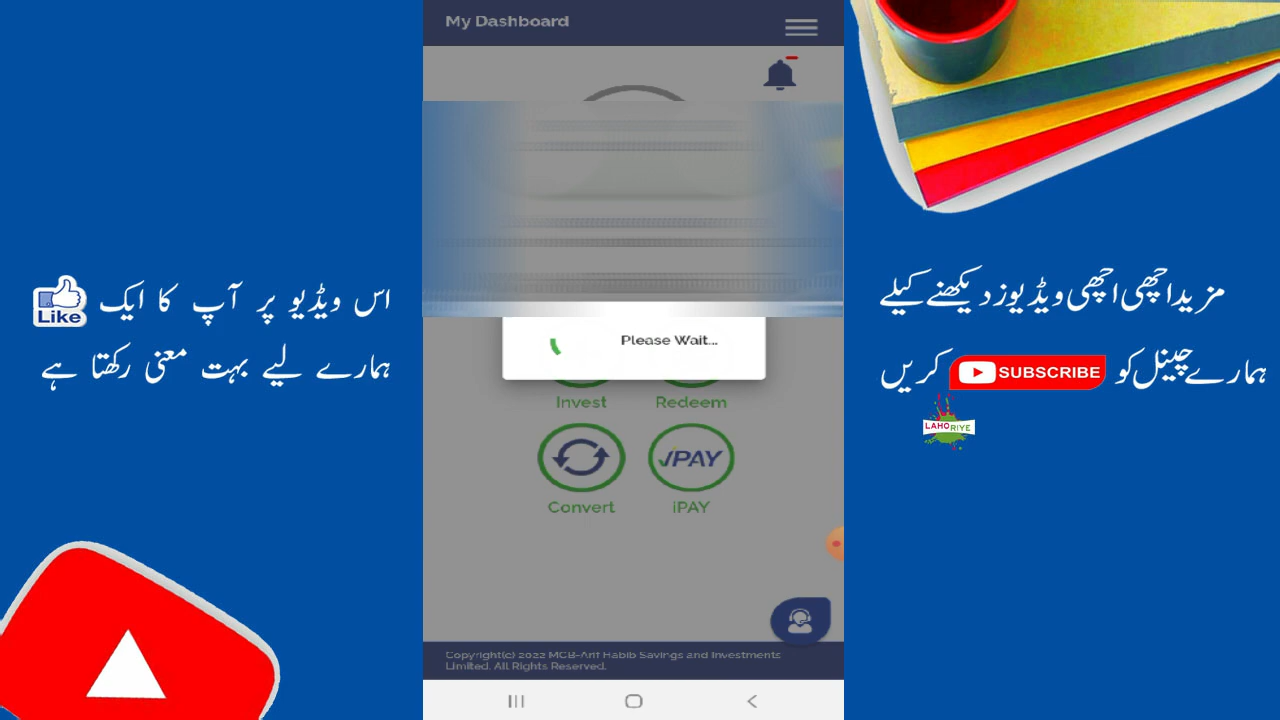 My Dashboard
اس ویڈیو پر آپ کا ایک Like
ہمارے لیے بہت معنی رکھتا ہے
Please Wait...
Invest
Redeem
iPAY
Convert
iPAY
Copyright(c) 2022 MCB-Arif Habib Savings and Investments
Limited. All Rights Reserved.
مزید اچھی اچھی ویڈیوز دیکھنے کیلے
ہمارے چینل کو SUBSCRIBE کریں
LAHORIYE